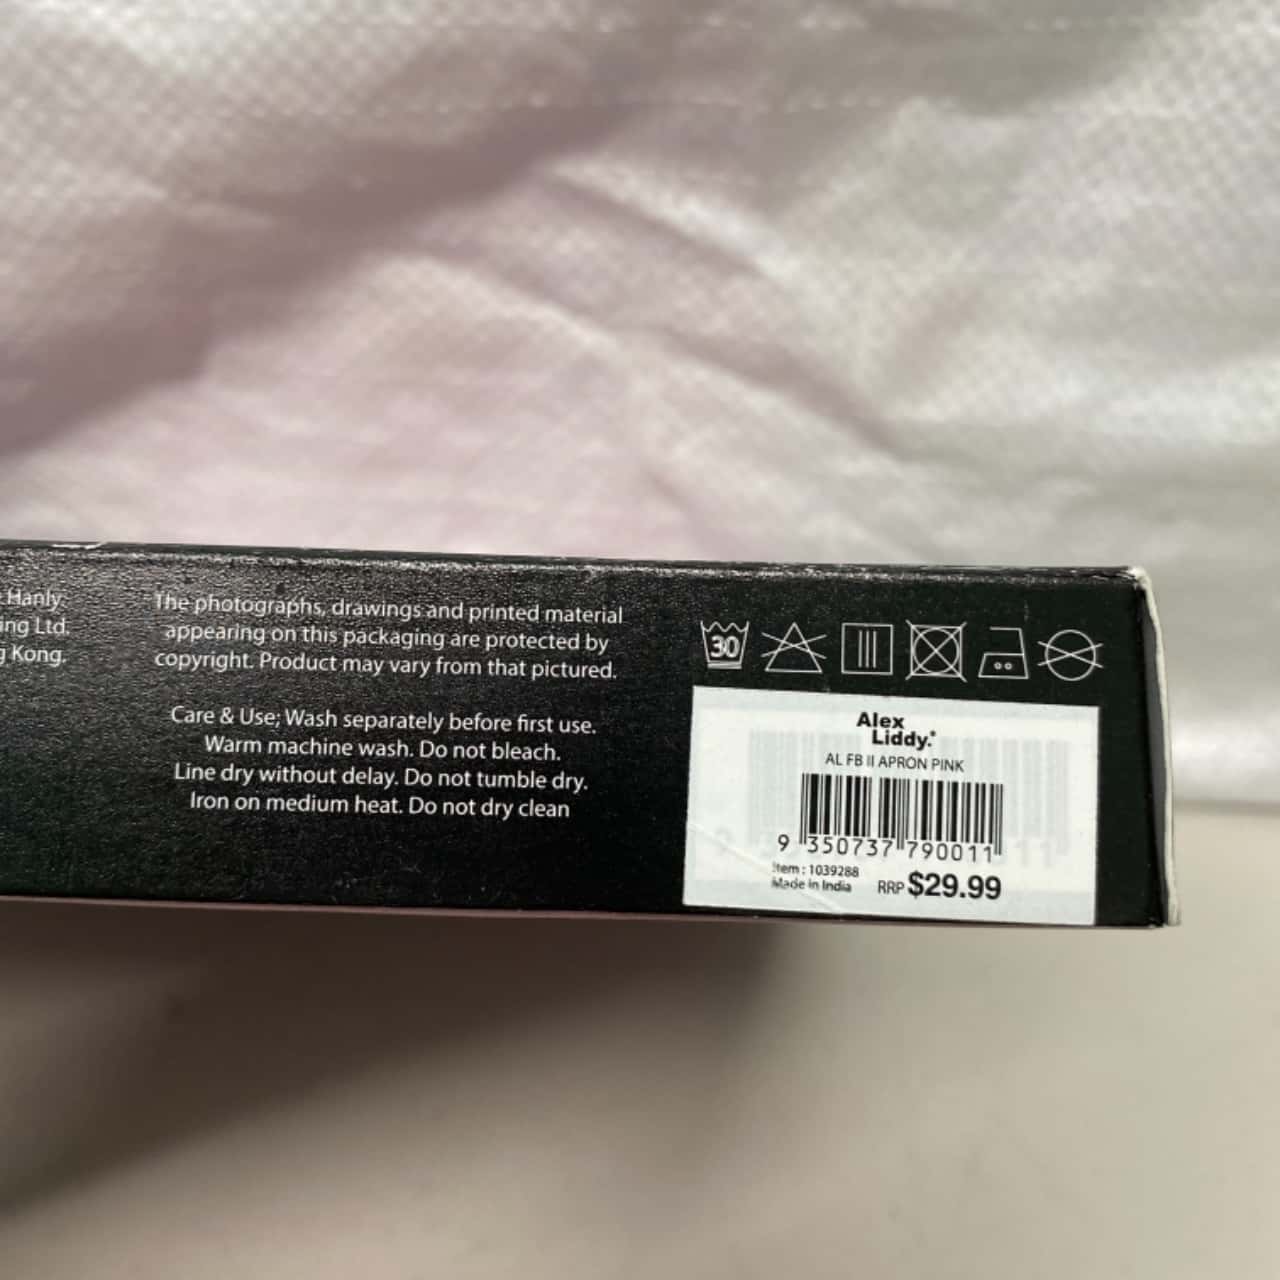 Hanly.
ing Ltd.
Kong.
The photographs, drawings and printed material
appearing on this packaging are protected by
copyright. Product may vary from that pictured.
Care & Use; Wash separately before first use.
Warm machine wash. Do not bleach.
Line dry without delay. Do not tumble dry.
Iron on medium heat. Do not dry clean
30
Alex
Liddy.
AL FB II APRON PINK
9 350737 790011
Item : 1039288
Made in India
RRP $29.99